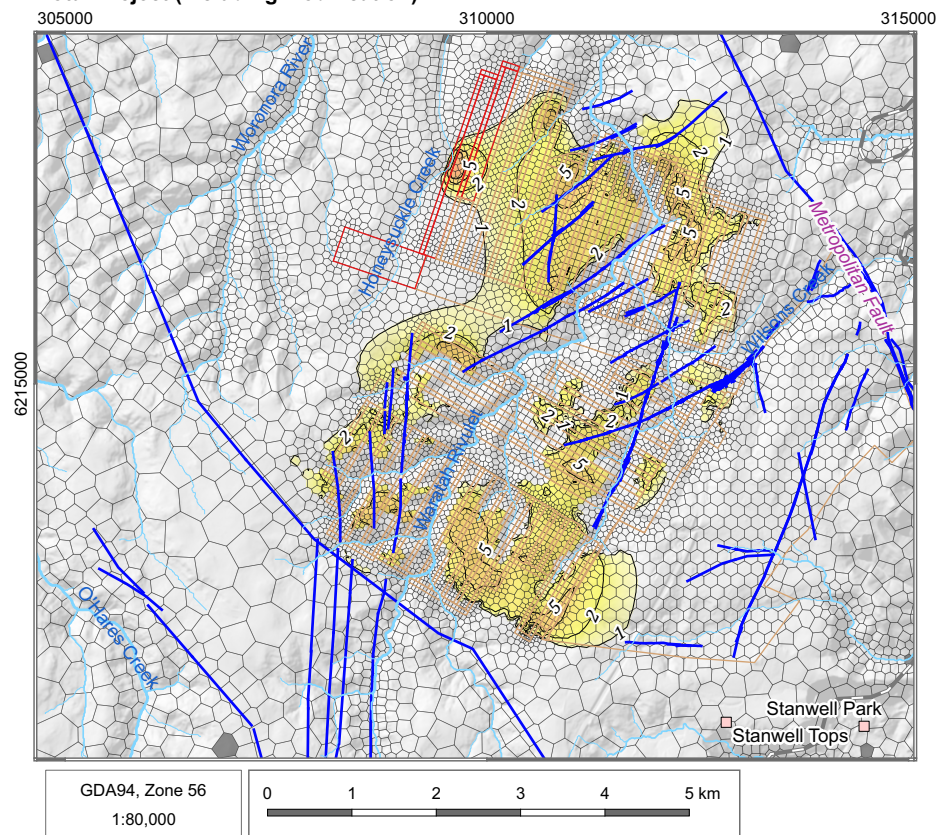 305000
310000
315000
Woronora River
Honeysuckle Creek
Metropolitan Fault
Wilsons Creek
6215000
Waratah Rivulet
O'Hares Creek
5
2
1
5
2
2
1
5
5
2
2
1
2
2
2
1
1
2
5
5
5
2
1
Stanwell Park
Stanwell Tops
GDA94, Zone 56
1:80,000
0 1 2 3 4 5 km